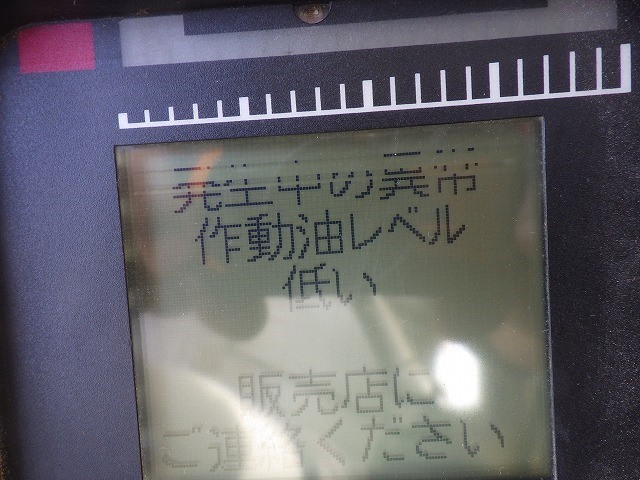 発生中の異常
作動油レベル
低い
販売店に
ご連絡ください